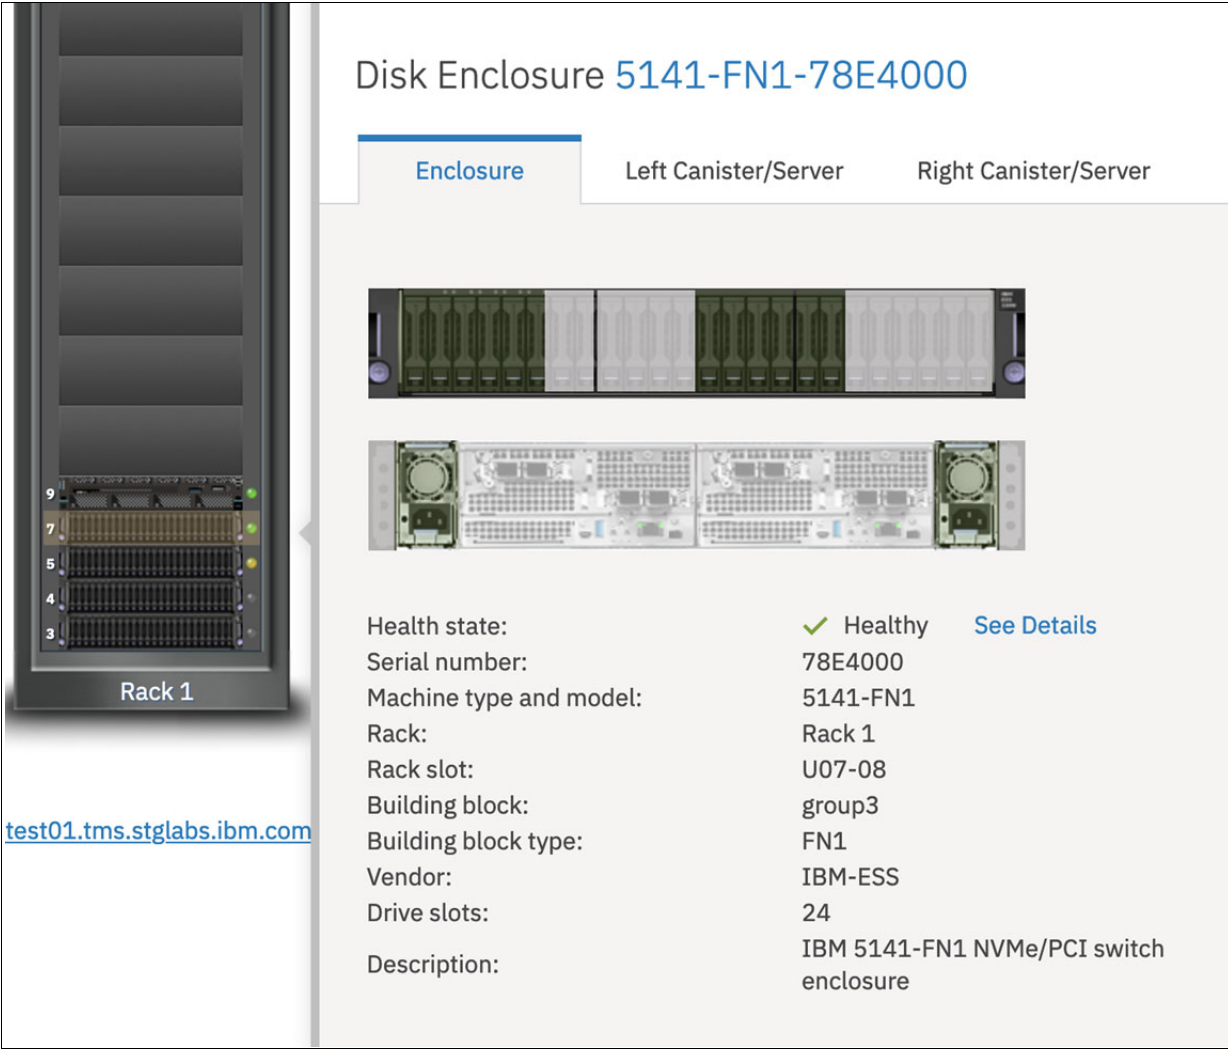 Disk Enclosure 5141-FN1-78E4000
Enclosure Left Canister/Server Right Canister/Server
9
7
5
4
3
Rack 1
test01.tms.stglabs.ibm.com
Health state: Healthy See Details
Serial number: 78E4000
Machine type and model: 5141-FN1
Rack: Rack 1
Rack slot: U07-08
Building block: group3
Building block type: FN1
Vendor: IBM-ESS
Drive slots: 24
Description: IBM 5141-FN1 NVMe/PCI switch
enclosure